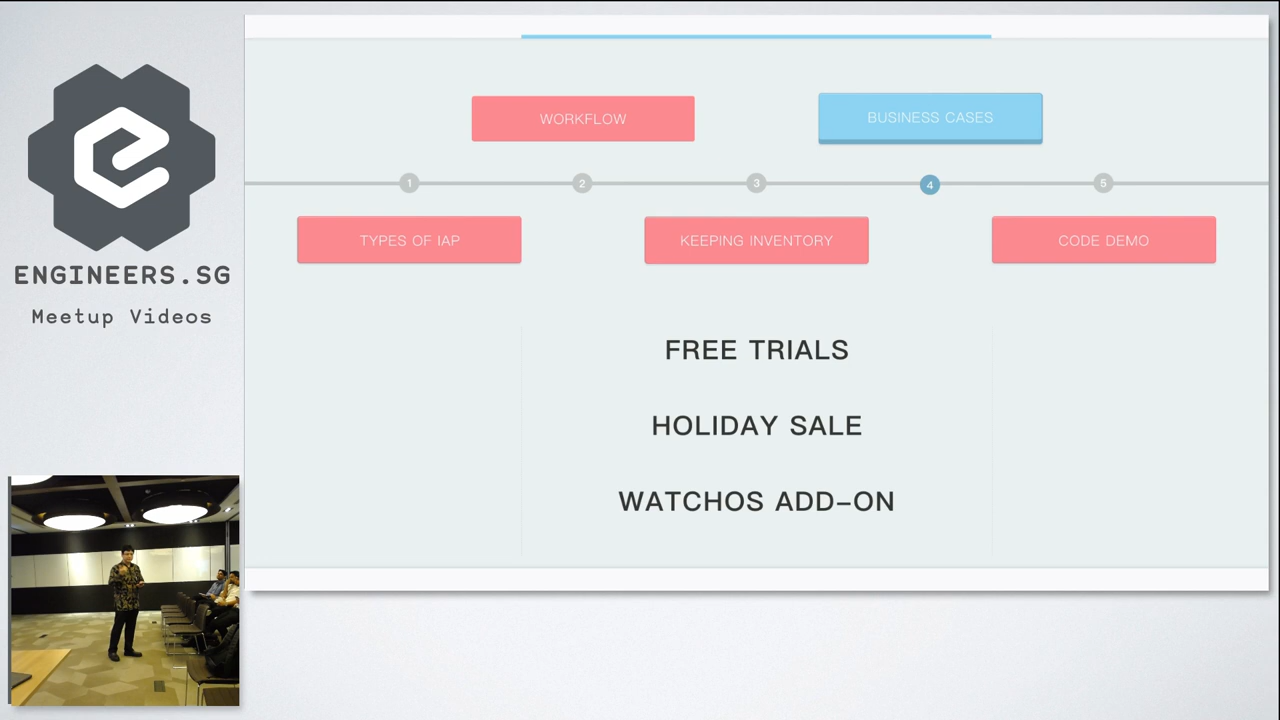 ENGINEERS.SG
Meetup Videos
WORKFLOW
BUSINESS CASES
1
2
3
4
5
TYPES OF IAP
KEEPING INVENTORY
CODE DEMO
FREE TRIALS
HOLIDAY SALE
WATCHOS ADD-ON